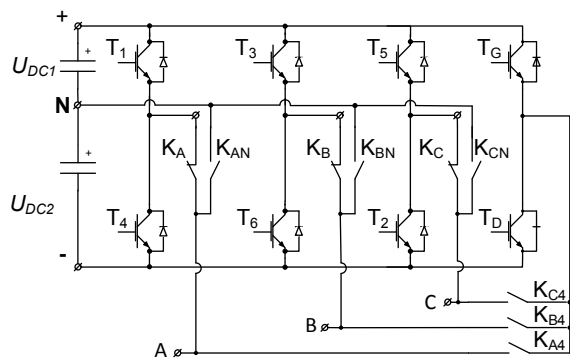 +
T1 T3 T5 TG
UDC1 +
N
KA KAN KB KBN KC KCN
UDC2 +
T4 T6 T2 TD
-
C KC4
B KB4
A KA4